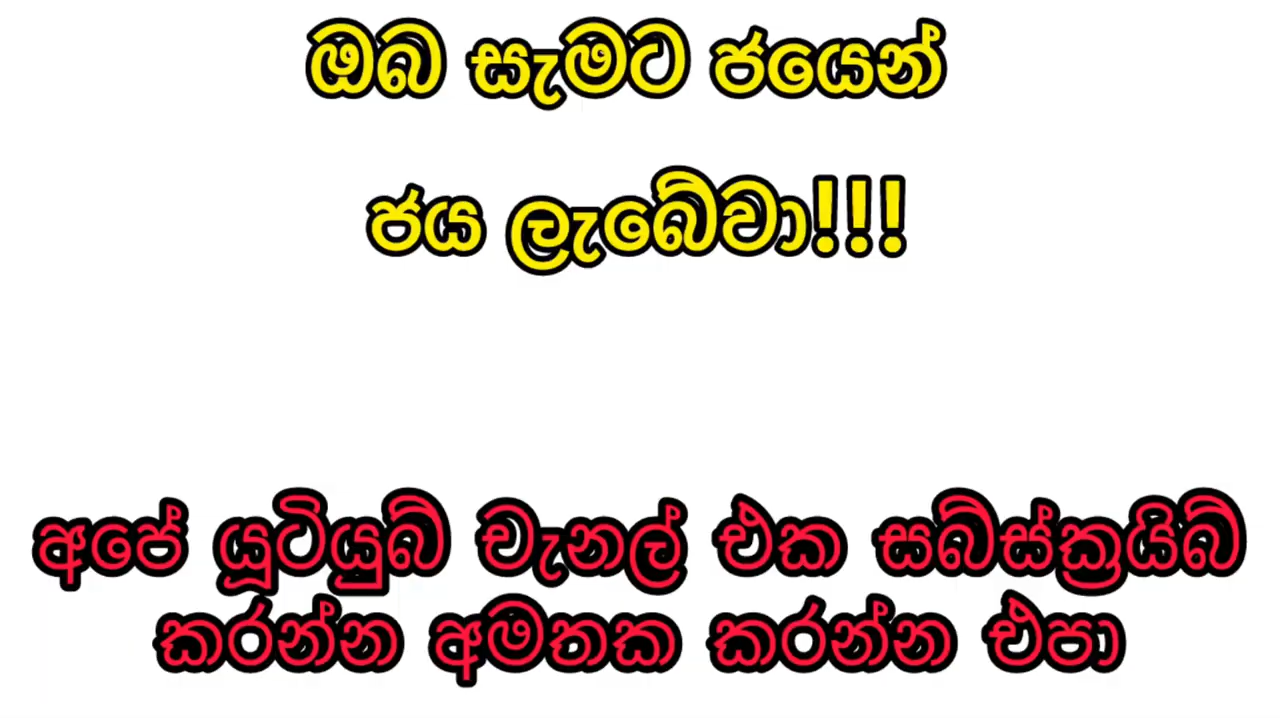 ඔබ සැමට ජයෙන්
ජය ලැබේවා!!!
අපේ යූටියුබ් චැනල් එක සබ්ස්ක්‍රයිබ්
කරන්න අමතක කරන්න එපා